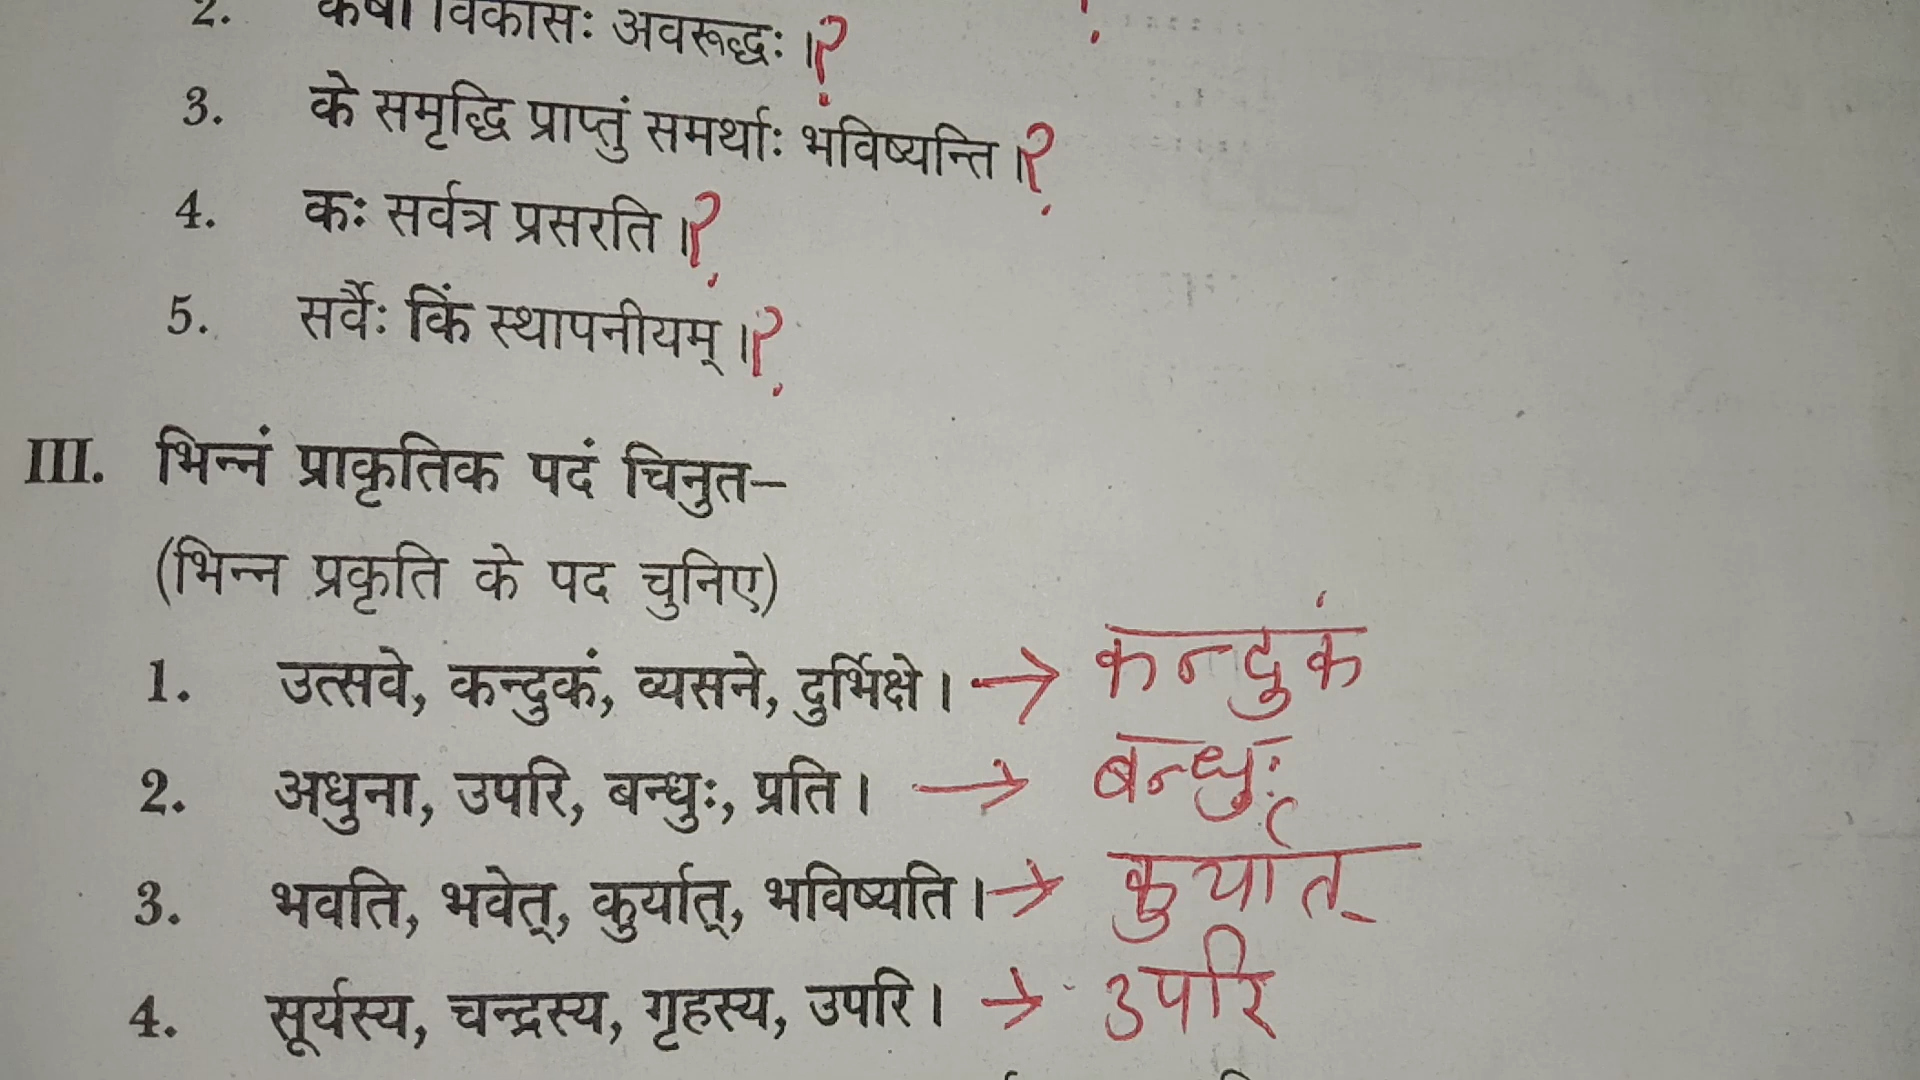 2. केषां विकासः अवरूद्धः।?
3. के समृद्धि प्राप्तुं समर्थाः भविष्यन्ति।?
4. कः सर्वत्र प्रसरति।?
5. सर्वैः किं स्थापनीयम्।?
III. भिन्नं प्राकृतिक पदं चिनुत–
(भिन्न प्रकृति के पद चुनिए)
1. उत्सवे, कन्दुकं, व्यसने, दुर्भिक्षे। → कन्दुकं
2. अधुना, उपरि, बन्धुः, प्रति। → बन्धुः
3. भवति, भवेत्, कुर्यात्, भविष्यति। → कुर्यात्
4. सूर्यस्य, चन्द्रस्य, गृहस्य, उपरि। → उपरि